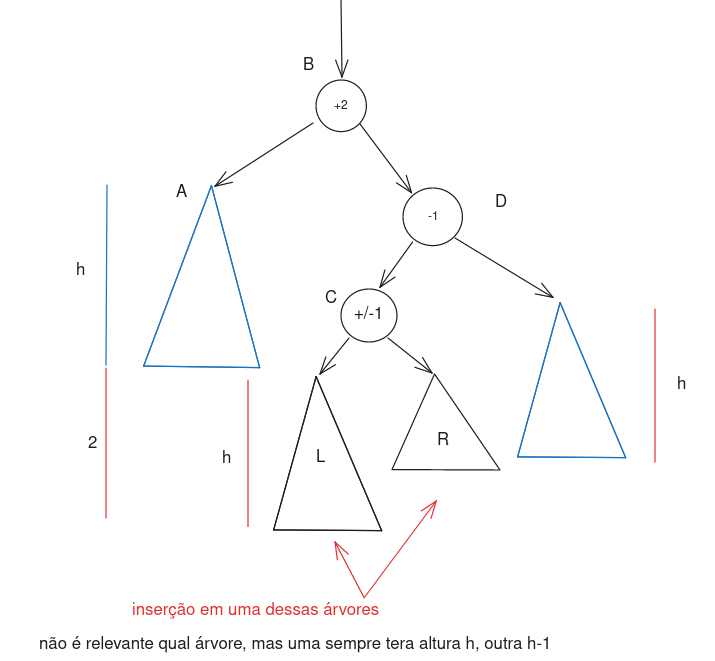 B
+2
A
D
-1
h
C
+/-1
h
2
h
L
R
inserção em uma dessas árvores
não é relevante qual árvore, mas uma sempre tera altura h, outra h-1